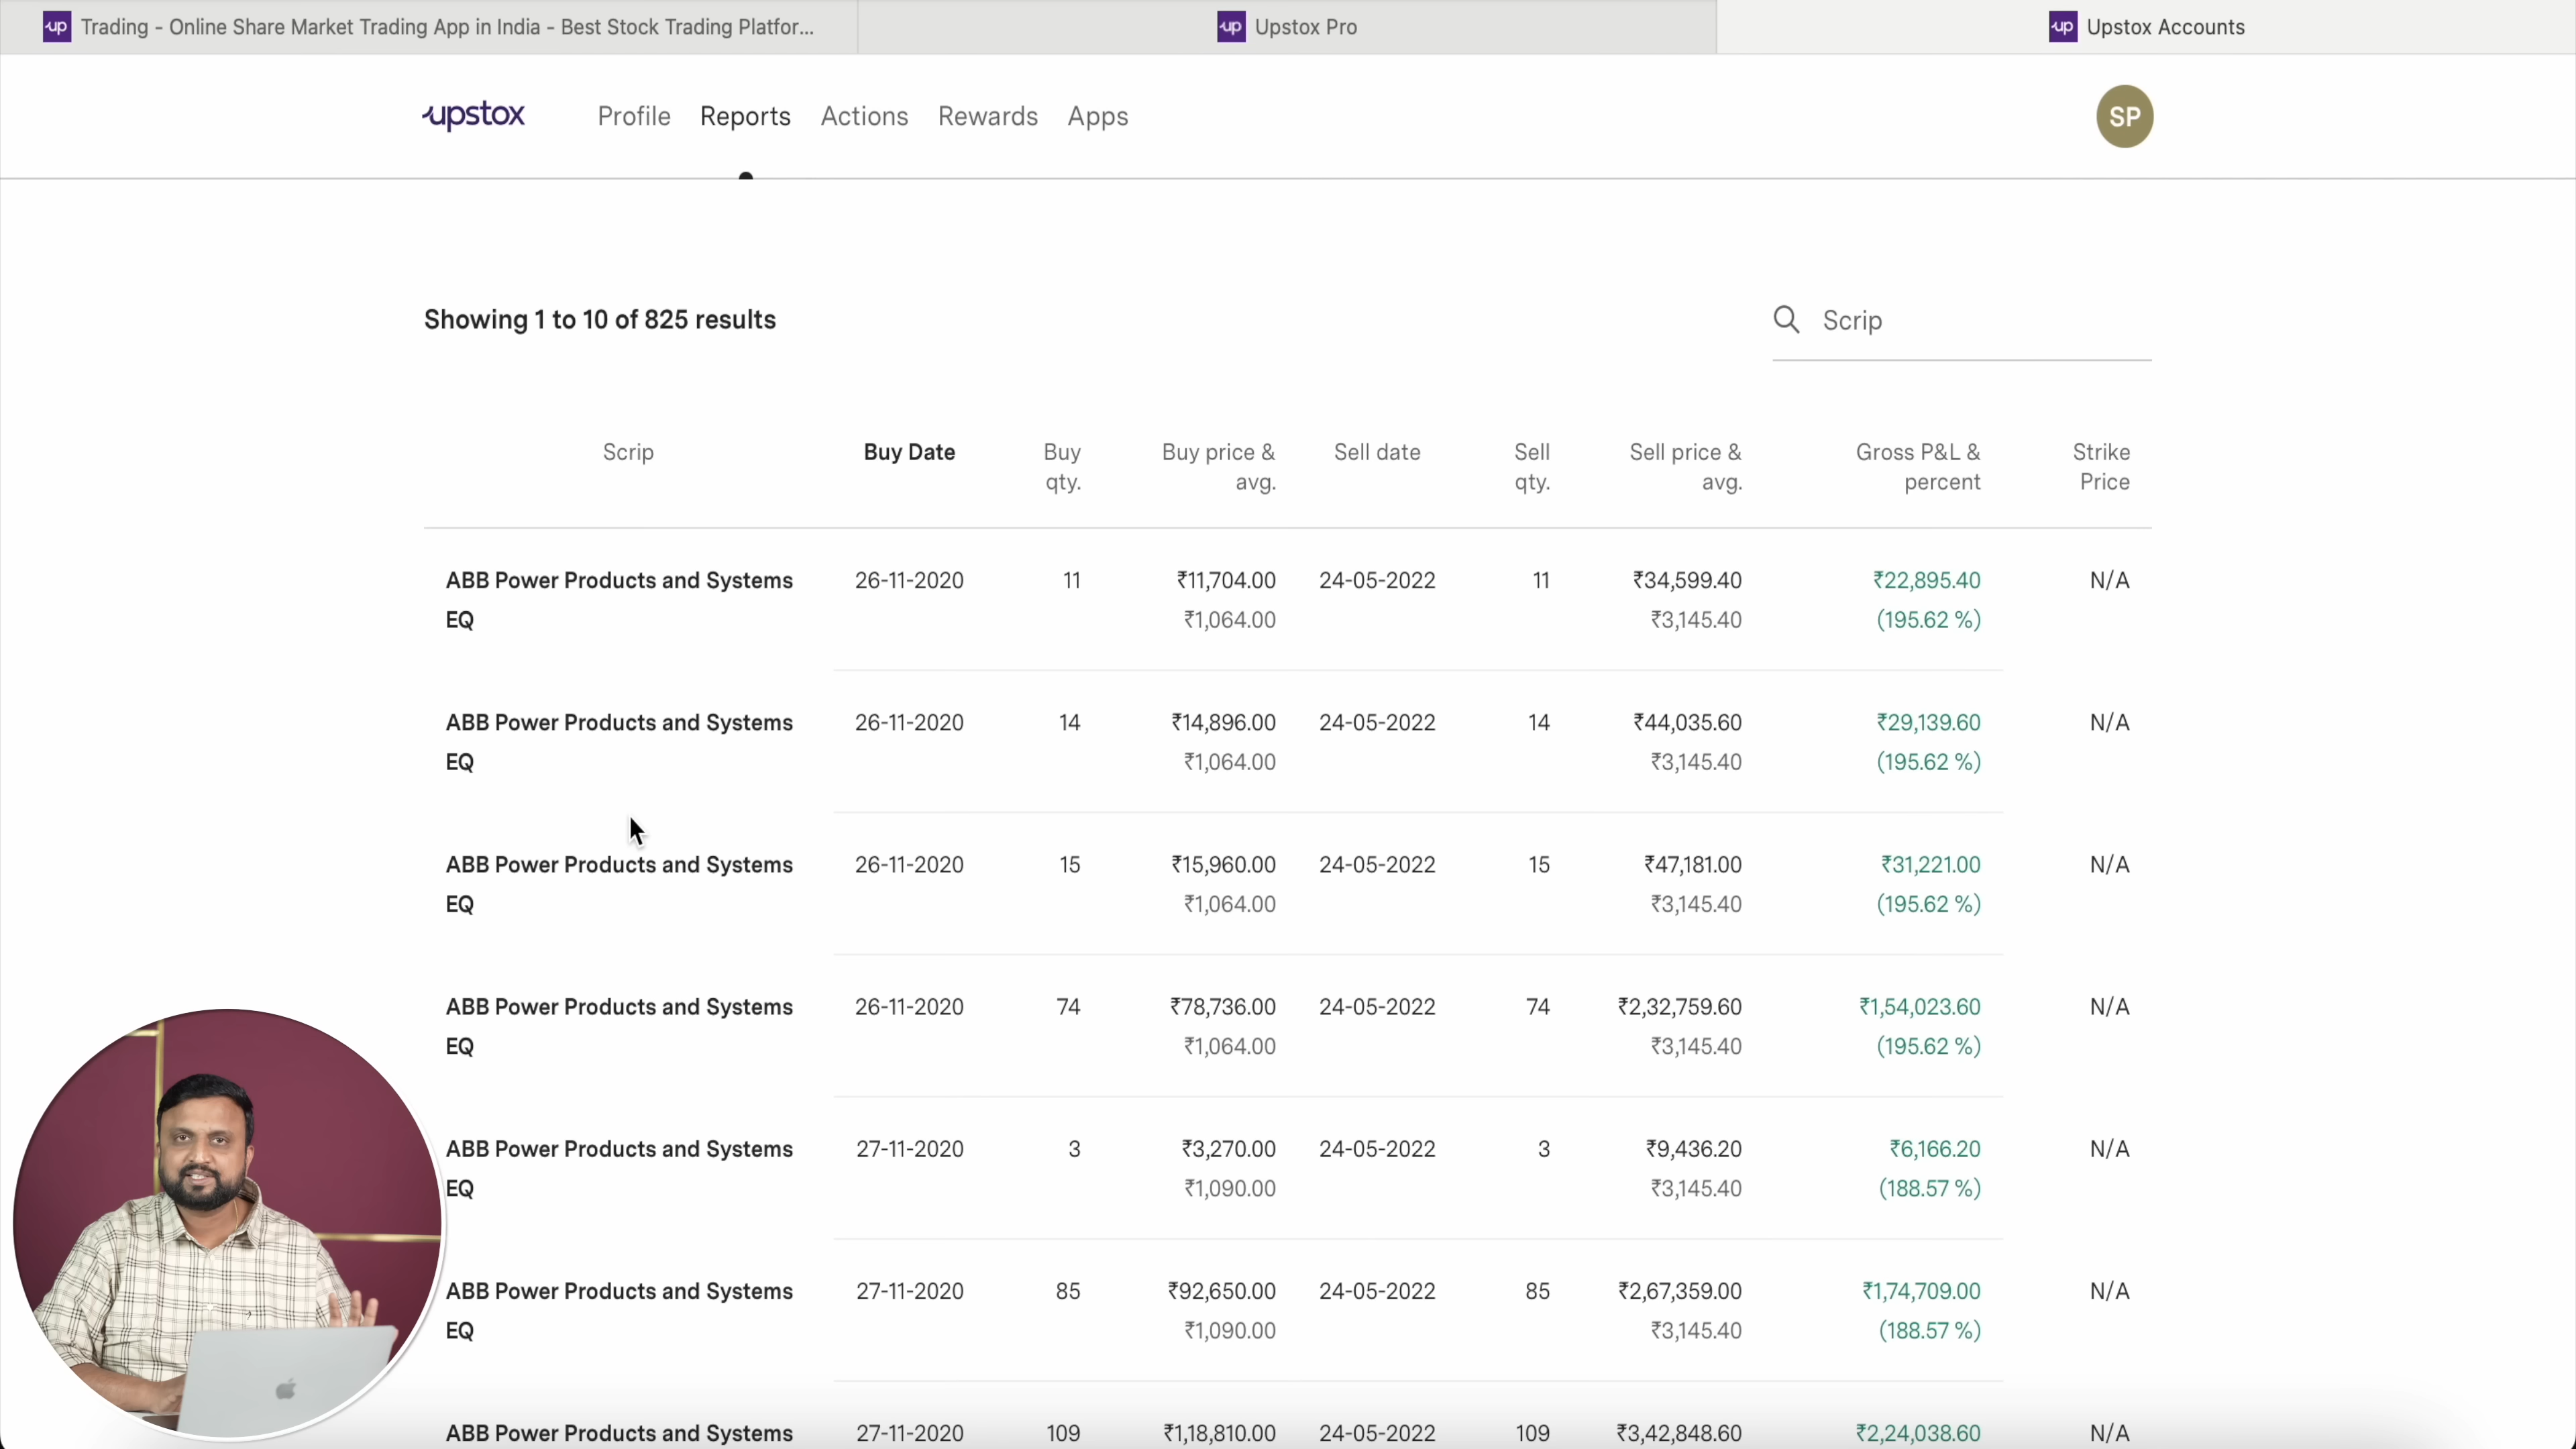 up Trading - Online Share Market Trading App in India - Best Stock Trading Platfor... up Upstox Pro up Upstox Accounts
upstox Profile Reports Actions Rewards Apps SP
Showing 1 to 10 of 825 results Scrip
Scrip Buy Date Buy qty. Buy price & avg. Sell date Sell qty. Sell price & avg. Gross P&L & percent Strike Price
ABB Power Products and Systems 26-11-2020 11 ₹11,704.00 24-05-2022 11 ₹34,599.40 ₹22,895.40 N/A
EQ ₹1,064.00 ₹3,145.40 (195.62 %)
ABB Power Products and Systems 26-11-2020 14 ₹14,896.00 24-05-2022 14 ₹44,035.60 ₹29,139.60 N/A
EQ ₹1,064.00 ₹3,145.40 (195.62 %)
ABB Power Products and Systems 26-11-2020 15 ₹15,960.00 24-05-2022 15 ₹47,181.00 ₹31,221.00 N/A
EQ ₹1,064.00 ₹3,145.40 (195.62 %)
ABB Power Products and Systems 26-11-2020 74 ₹78,736.00 24-05-2022 74 ₹2,32,759.60 ₹1,54,023.60 N/A
EQ ₹1,064.00 ₹3,145.40 (195.62 %)
ABB Power Products and Systems 27-11-2020 3 ₹3,270.00 24-05-2022 3 ₹9,436.20 ₹6,166.20 N/A
EQ ₹1,090.00 ₹3,145.40 (188.57 %)
ABB Power Products and Systems 27-11-2020 85 ₹92,650.00 24-05-2022 85 ₹2,67,359.00 ₹1,74,709.00 N/A
EQ ₹1,090.00 ₹3,145.40 (188.57 %)
ABB Power Products and Systems 27-11-2020 109 ₹1,18,810.00 24-05-2022 109 ₹3,42,848.60 ₹2,24,038.60 N/A